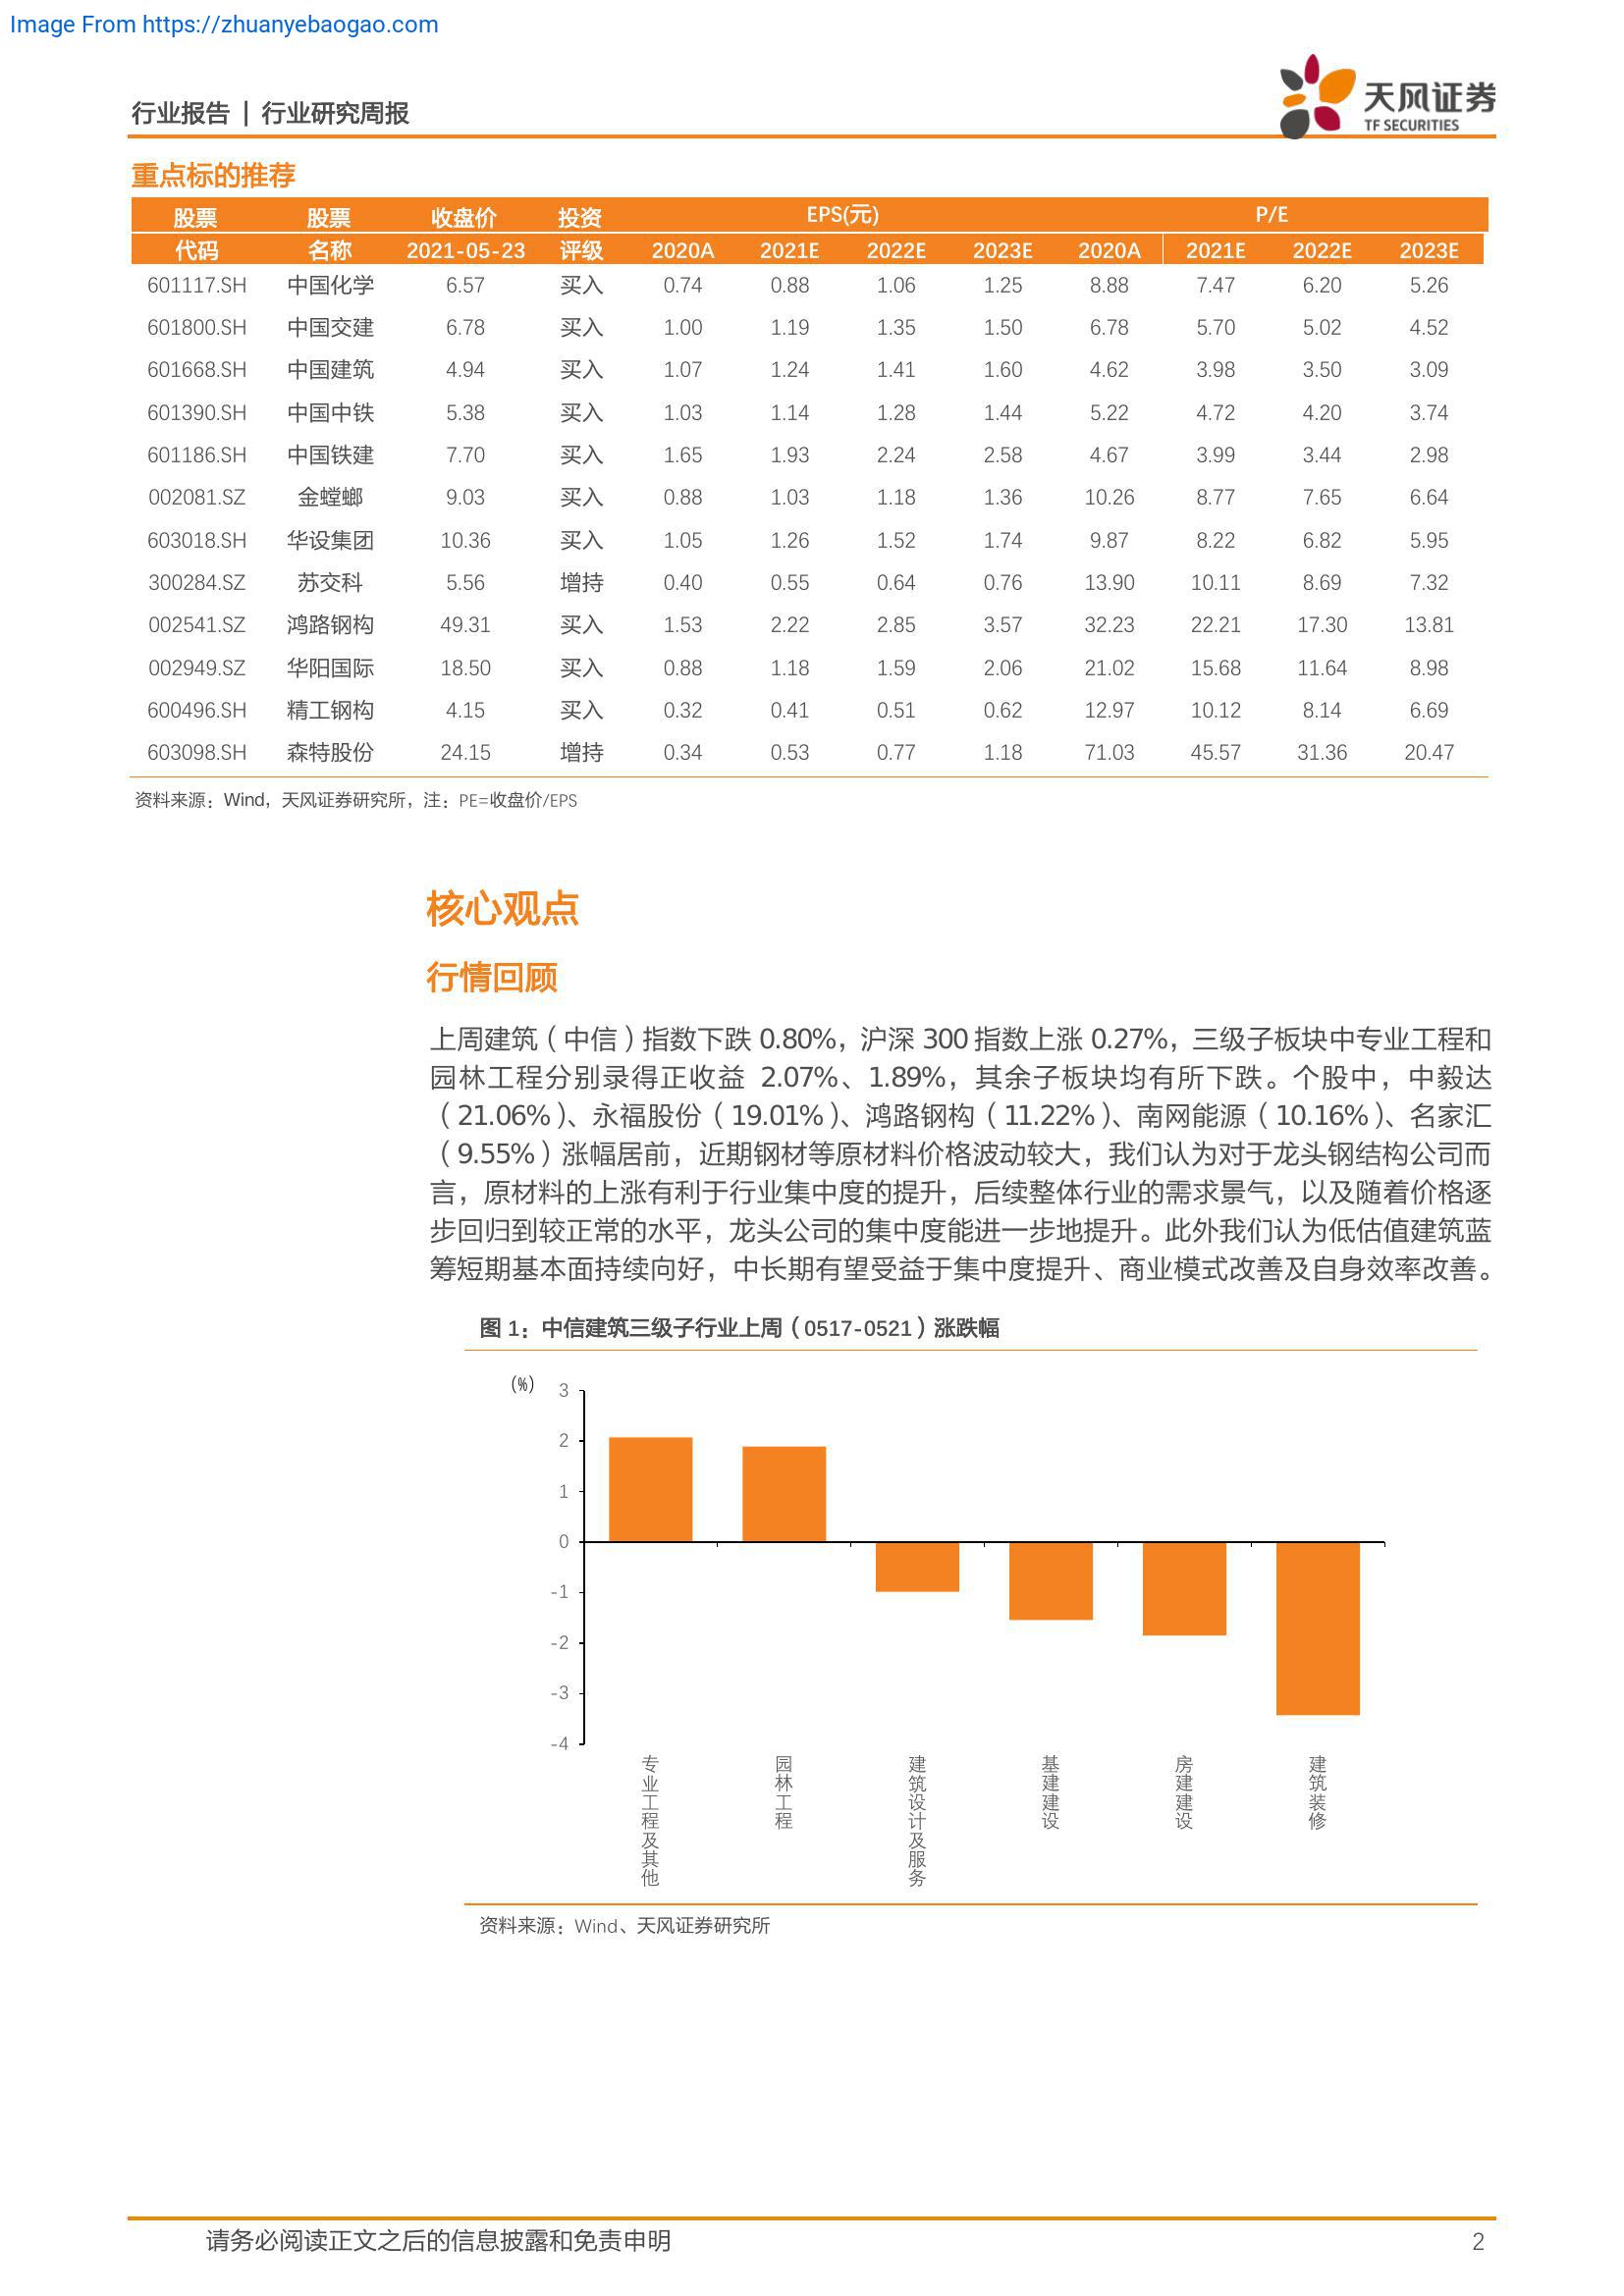 Image From https://zhuanyebaogao.com
行业报告 | 行业研究周报
天风证券
TF SECURITIES
重点标的推荐
股票 股票 收盘价 投资 EPS(元) P/E
代码 名称 2021-05-23 评级 2020A 2021E 2022E 2023E 2020A 2021E 2022E 2023E
601117.SH 中国化学 6.57 买入 0.74 0.88 1.06 1.25 8.88 7.47 6.20 5.26
601800.SH 中国交建 6.78 买入 1.00 1.19 1.35 1.50 6.78 5.70 5.02 4.52
601668.SH 中国建筑 4.94 买入 1.07 1.24 1.41 1.60 4.62 3.98 3.50 3.09
601390.SH 中国中铁 5.38 买入 1.03 1.14 1.28 1.44 5.22 4.72 4.20 3.74
601186.SH 中国铁建 7.70 买入 1.65 1.93 2.24 2.58 4.67 3.99 3.44 2.98
002081.SZ 金螳螂 9.03 买入 0.88 1.03 1.18 1.36 10.26 8.77 7.65 6.64
603018.SH 华设集团 10.36 买入 1.05 1.26 1.52 1.74 9.87 8.22 6.82 5.95
300284.SZ 苏交科 5.56 增持 0.40 0.55 0.64 0.76 13.90 10.11 8.69 7.32
002541.SZ 鸿路钢构 49.31 买入 1.53 2.22 2.85 3.57 32.23 22.21 17.30 13.81
002949.SZ 华阳国际 18.50 买入 0.88 1.18 1.59 2.06 21.02 15.68 11.64 8.98
600496.SH 精工钢构 4.15 买入 0.32 0.41 0.51 0.62 12.97 10.12 8.14 6.69
603098.SH 森特股份 24.15 增持 0.34 0.53 0.77 1.18 71.03 45.57 31.36 20.47
资料来源：Wind，天风证券研究所，注：PE=收盘价/EPS
核心观点
行情回顾
上周建筑（中信）指数下跌 0.80%，沪深 300 指数上涨 0.27%，三级子板块中专业工程和
园林工程分别录得正收益 2.07%、1.89%，其余子板块均有所下跌。个股中，中毅达
（21.06%）、永福股份（19.01%）、鸿路钢构（11.22%）、南网能源（10.16%）、名家汇
（9.55%）涨幅居前，近期钢材等原材料价格波动较大，我们认为对于龙头钢结构公司而
言，原材料的上涨有利于行业集中度的提升，后续整体行业的需求景气，以及随着价格逐
步回归到较正常的水平，龙头公司的集中度能进一步地提升。此外我们认为低估值建筑蓝
筹短期基本面持续向好，中长期有望受益于集中度提升、商业模式改善及自身效率改善。
图 1：中信建筑三级子行业上周（0517-0521）涨跌幅
(%)
3
2
1
0
-1
-2
-3
-4
专业工程及其他
园林工程
建筑设计及服务
基建建设
房建建设
建筑装修
资料来源：Wind、天风证券研究所
请务必阅读正文之后的信息披露和免责申明 2